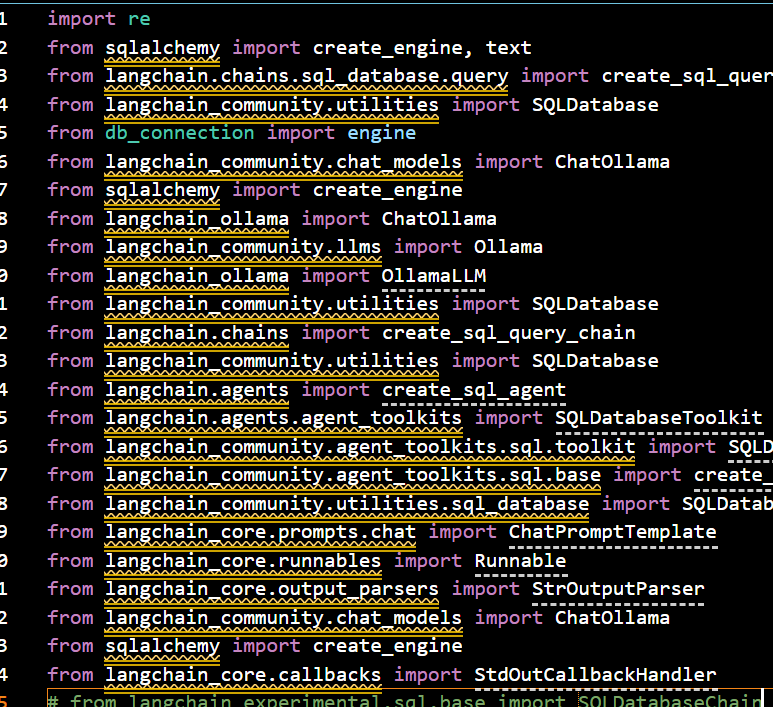 1 import re
2 from sqlalchemy import create_engine, text
3 from langchain.chains.sql_database.query import create_sql_quer
4 from langchain_community.utilities import SQLDatabase
5 from db_connection import engine
6 from langchain_community.chat_models import ChatOllama
7 from sqlalchemy import create_engine
8 from langchain_ollama import ChatOllama
9 from langchain_community.llms import Ollama
0 from langchain_ollama import OllamaLLM
1 from langchain_community.utilities import SQLDatabase
2 from langchain.chains import create_sql_query_chain
3 from langchain_community.utilities import SQLDatabase
4 from langchain.agents import create_sql_agent
5 from langchain.agents.agent_toolkits import SQLDatabaseToolkit
6 from langchain_community.agent_toolkits.sql.toolkit import SQLD
7 from langchain_community.agent_toolkits.sql.base import create_
8 from langchain_community.utilities.sql_database import SQLDatab
9 from langchain_core.prompts.chat import ChatPromptTemplate
0 from langchain_core.runnables import Runnable
1 from langchain_core.output_parsers import StrOutputParser
2 from langchain_community.chat_models import ChatOllama
3 from sqlalchemy import create_engine
4 from langchain_core.callbacks import StdOutCallbackHandler
5 # from langchain_experimental.sql.base import SQLDatabaseChain